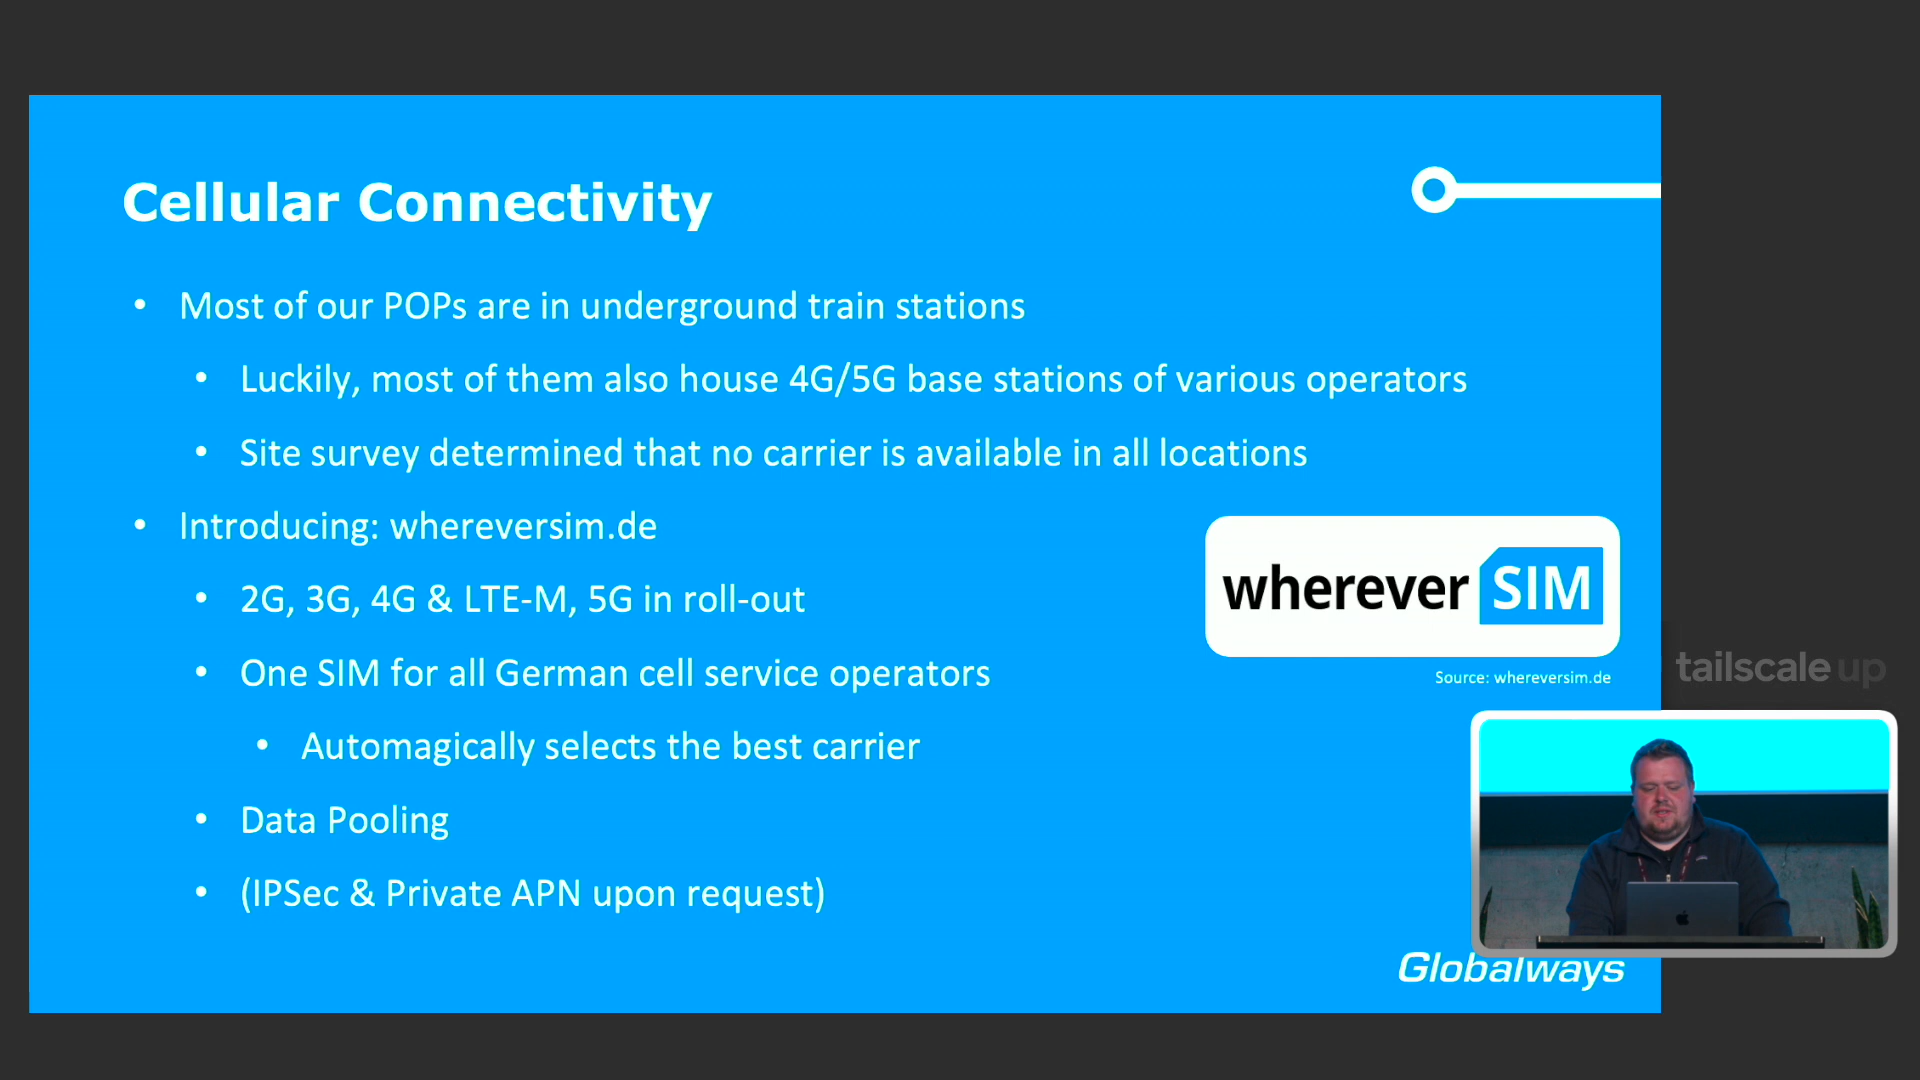 Cellular Connectivity
• Most of our POPs are in underground train stations
• Luckily, most of them also house 4G/5G base stations of various operators
• Site survey determined that no carrier is available in all locations
• Introducing: whereversim.de
• 2G, 3G, 4G & LTE-M, 5G in roll-out
• One SIM for all German cell service operators
• Automagically selects the best carrier
• Data Pooling
• (IPSec & Private APN upon request)
wherever SIM
Source: whereversim.de
tailscale up
Globalways